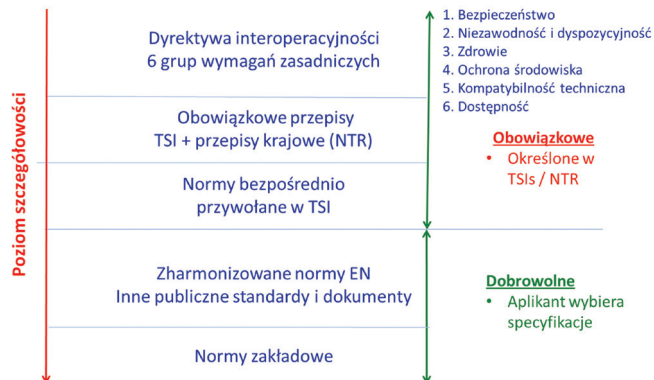 Poziom szczegółowości
Dyrektywa interoperacyjności
6 grup wymagań zasadniczych
Obowiązkowe przepisy
TSI + przepisy krajowe (NTR)
Normy bezpośrednio
przywołane w TSI
Zharmonizowane normy EN
Inne publiczne standardy i dokumenty
Normy zakładowe
1. Bezpieczeństwo
2. Niezawodność i dyspozycyjność
3. Zdrowie
4. Ochrona środowiska
5. Kompatybilność techniczna
6. Dostępność
Obowiązkowe
• Określone w
TSIs / NTR
Dobrowolne
• Aplikant wybiera
specyfikacje